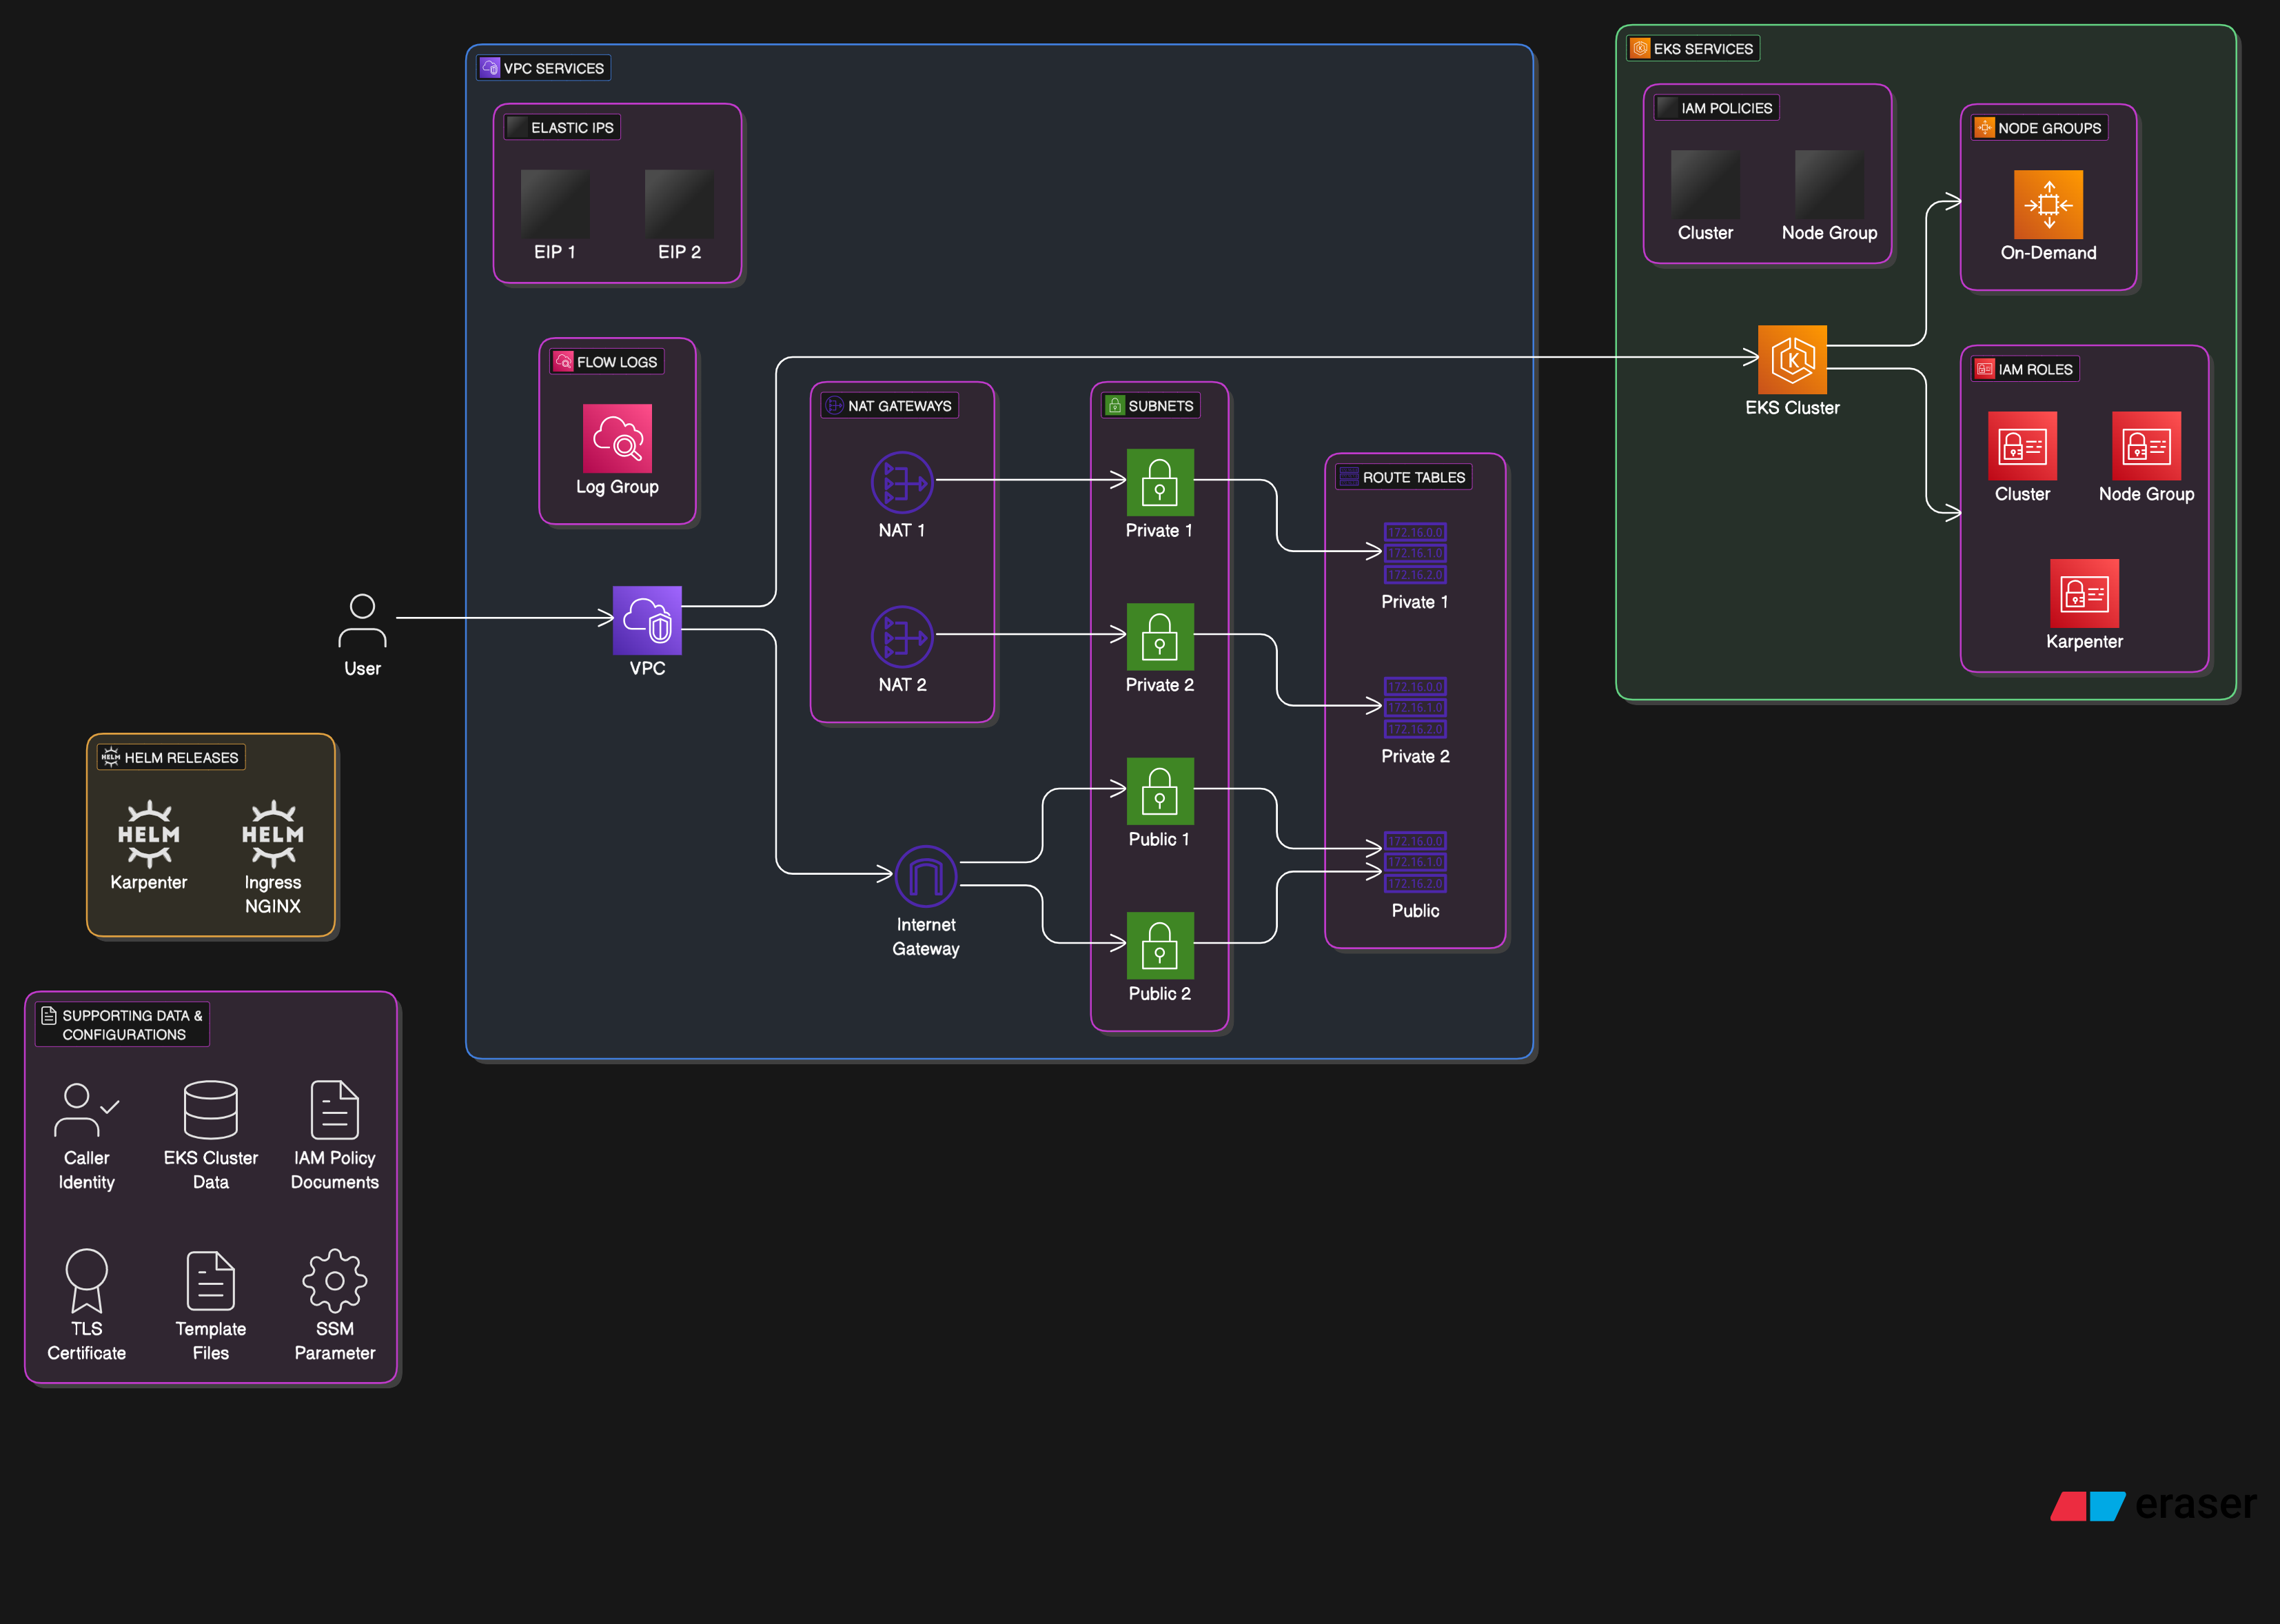 VPC SERVICES
ELASTIC IPS
EIP 1
EIP 2
FLOW LOGS
Log Group
User
VPC
NAT GATEWAYS
NAT 1
NAT 2
Internet
Gateway
SUBNETS
Private 1
Private 2
Public 1
Public 2
ROUTE TABLES
172.16.0.0
172.16.1.0
172.16.2.0
Private 1
172.16.0.0
172.16.1.0
172.16.2.0
Private 2
172.16.0.0
172.16.1.0
172.16.2.0
Public
EKS SERVICES
IAM POLICIES
Cluster
Node Group
NODE GROUPS
On-Demand
EKS Cluster
IAM ROLES
Cluster
Node Group
Karpenter
HELM
HELM RELEASES
HELM
Karpenter
HELM
Ingress
NGINX
SUPPORTING DATA &
CONFIGURATIONS
Caller
Identity
EKS Cluster
Data
IAM Policy
Documents
TLS
Certificate
Template
Files
SSM
Parameter
eraser